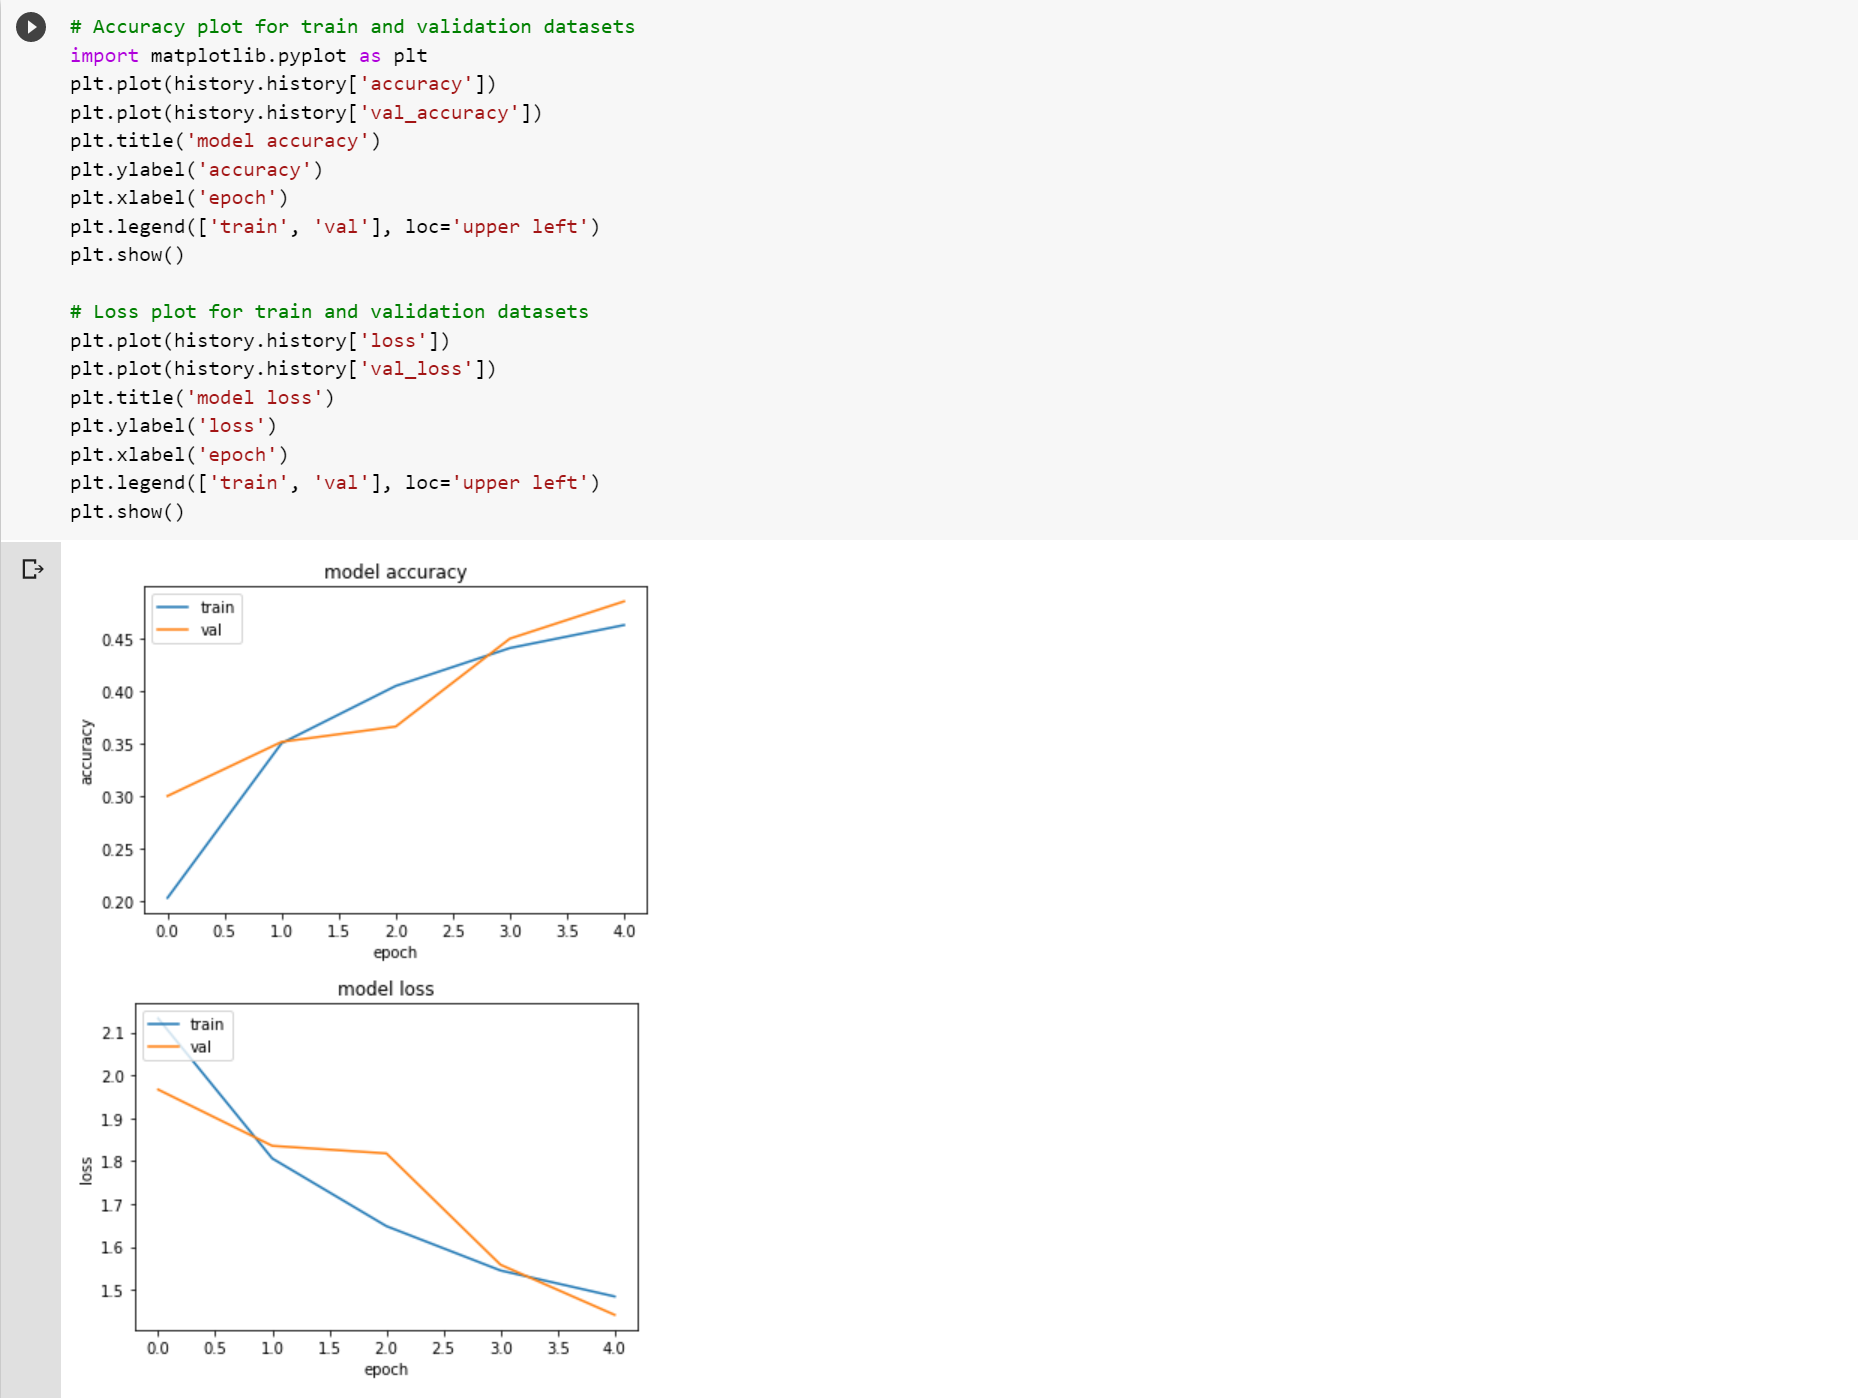 # Accuracy plot for train and validation datasets
import matplotlib.pyplot as plt
plt.plot(history.history['accuracy'])
plt.plot(history.history['val_accuracy'])
plt.title('model accuracy')
plt.ylabel('accuracy')
plt.xlabel('epoch')
plt.legend(['train', 'val'], loc='upper left')
plt.show()
# Loss plot for train and validation datasets
plt.plot(history.history['loss'])
plt.plot(history.history['val_loss'])
plt.title('model loss')
plt.ylabel('loss')
plt.xlabel('epoch')
plt.legend(['train', 'val'], loc='upper left')
plt.show()
model accuracy
train
val
0.45
0.40
0.35
0.30
0.25
0.20
accuracy
0.0 0.5 1.0 1.5 2.0 2.5 3.0 3.5 4.0
epoch
model loss
train
val
2.1
2.0
1.9
1.8
1.7
1.6
1.5
loss
0.0 0.5 1.0 1.5 2.0 2.5 3.0 3.5 4.0
epoch